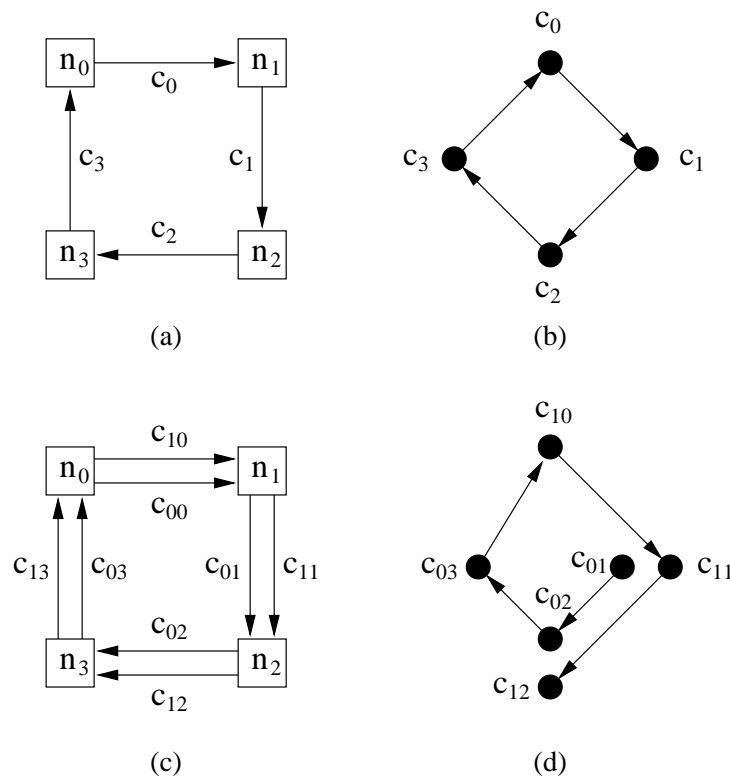 n₀ c₀ n₁
c₃ c₁
n₃ c₂ n₂
(a)
c₀
c₃ c₁
c₂
(b)
n₀ c₁₀ n₁
c₀₀
c₁₃ c₀₃ c₀₁ c₁₁
n₃ c₀₂ n₂
c₁₂
(c)
c₁₀
c₀₃ c₀₁ c₁₁
c₀₂
c₁₂
(d)